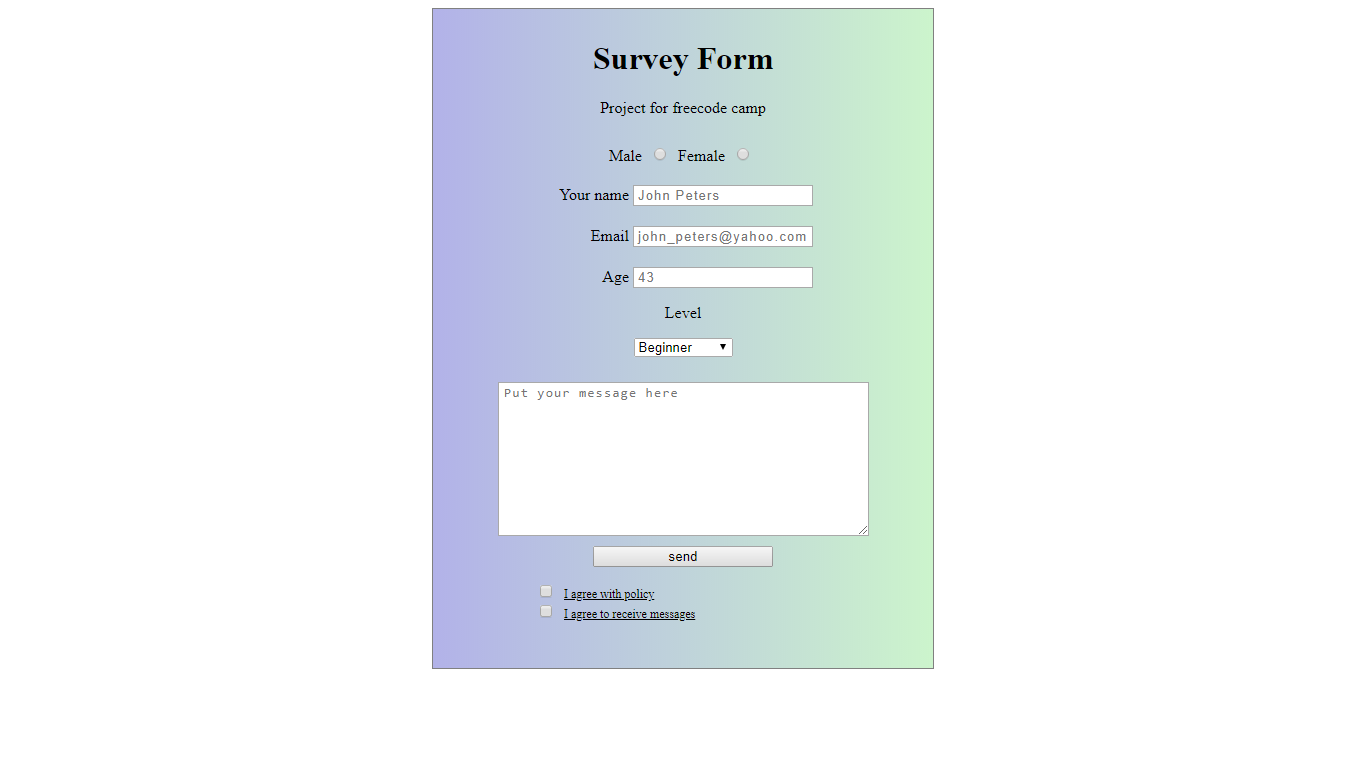 Survey Form
Project for freecode camp
Male Female
Your name John Peters
Email john_peters@yahoo.com
Age 43
Level
Beginner
Put your message here
send
I agree with policy
I agree to receive messages